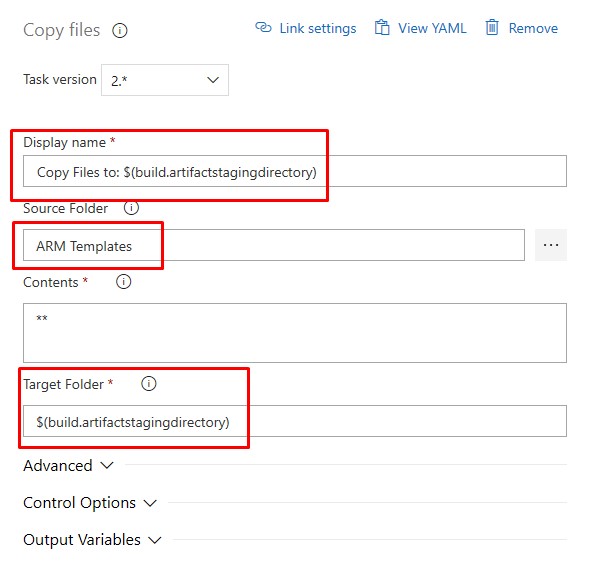 Copy files
Link settings View YAML Remove
Task version 2.*
Display name *
Copy Files to: $(build.artifactstagingdirectory)
Source Folder
ARM Templates
...
Contents *
**
Target Folder *
$(build.artifactstagingdirectory)
Advanced
Control Options
Output Variables